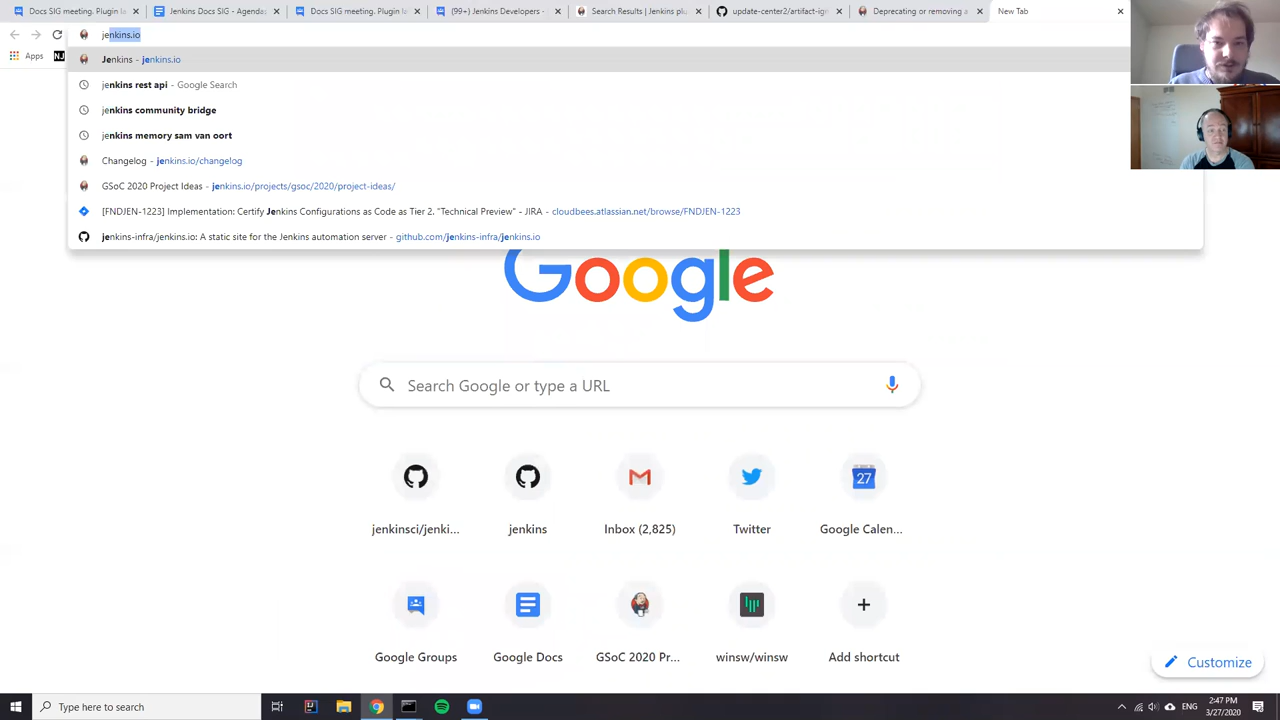 Docs SIG meeting. Plugin la
Jenkins Docs SIG - Agenda
Docs SIG meeting. Plugin la
(99+) Jenkins Developers -
Search Results | Jenkins plu
update-center2/artifact-ig
Deprecating or removing a
New Tab
jenkins.io
Apps
NJ
Jenkins - jenkins.io
jenkins rest api - Google Search
jenkins community bridge
jenkins memory sam van oort
Changelog - jenkins.io/changelog
GSoC 2020 Project Ideas - jenkins.io/projects/gsoc/2020/project-ideas/
[FNDJEN-1223] Implementation: Certify Jenkins Configurations as Code as Tier 2. "Technical Preview" - JIRA - cloudbees.atlassian.net/browse/FNDJEN-1223
jenkins-infra/jenkins.io: A static site for the Jenkins automation server - github.com/jenkins-infra/jenkins.io
Google
Search Google or type a URL
27
jenkinsci/jenki...
jenkins
Inbox (2,825)
Twitter
Google Calen...
Google Groups
Google Docs
GSoC 2020 Pr...
winsw/winsw
Add shortcut
Customize
Type here to search
ENG
2:47 PM
3/27/2020